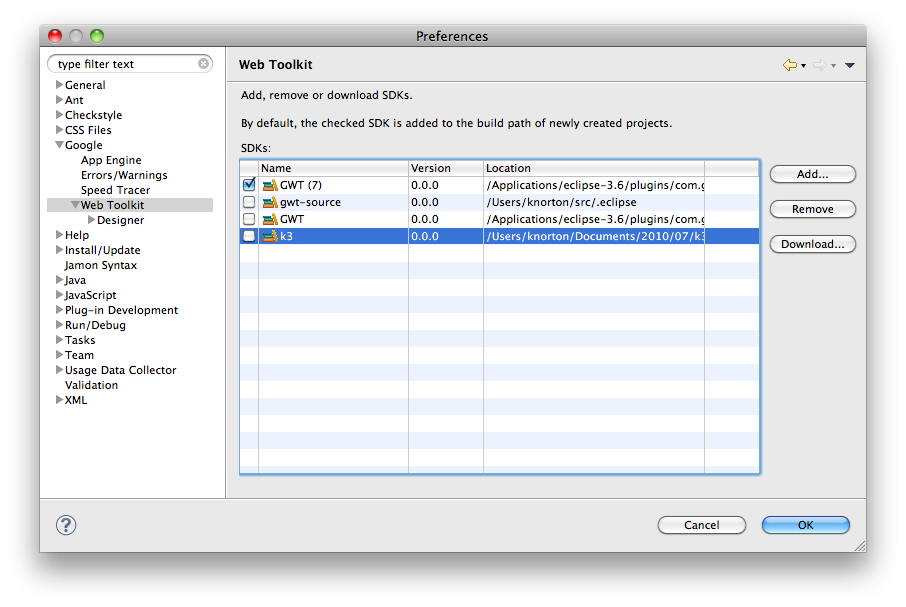 Preferences
type filter text
General
Ant
Checkstyle
CSS Files
Google
App Engine
Errors/Warnings
Speed Tracer
Web Toolkit
Designer
Help
Install/Update
Jamon Syntax
Java
JavaScript
Plug-in Development
Run/Debug
Tasks
Team
Usage Data Collector
Validation
XML
Web Toolkit
Add, remove or download SDKs.
By default, the checked SDK is added to the build path of newly created projects.
SDKs:
Name Version Location
GWT (7) 0.0.0 /Applications/eclipse-3.6/plugins/com.g
gwt-source 0.0.0 /Users/knorton/src/.eclipse
GWT 0.0.0 /Applications/eclipse-3.6/plugins/com.g
k3 0.0.0 /Users/knorton/Documents/2010/07/k3
Add...
Remove
Download...
?
Cancel OK